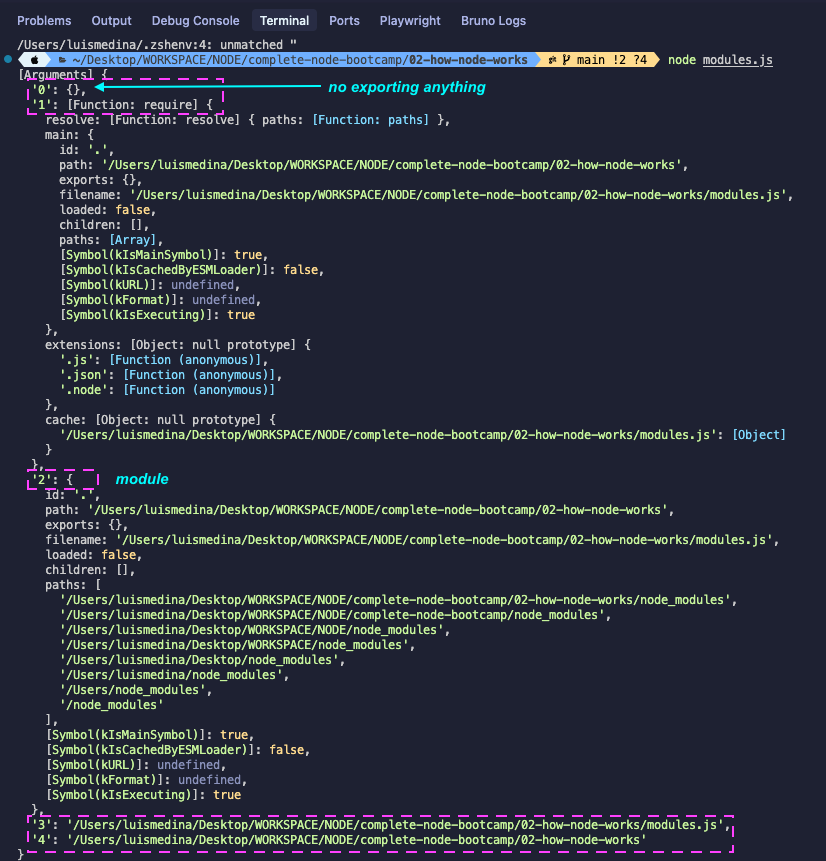 Problems Output Debug Console Terminal Ports Playwright Bruno Logs
/Users/luismedina/.zshenv:4: unmatched "
~/Desktop/WORKSPACE/NODE/complete-node-bootcamp/02-how-node-works main !2 ?4 node modules.js
[Arguments] {
'0': {}, no exporting anything
'1': [Function: require] {
resolve: [Function: resolve] { paths: [Function: paths] },
main: {
id: '.',
path: '/Users/luismedina/Desktop/WORKSPACE/NODE/complete-node-bootcamp/02-how-node-works',
exports: {},
filename: '/Users/luismedina/Desktop/WORKSPACE/NODE/complete-node-bootcamp/02-how-node-works/modules.js',
loaded: false,
children: [],
paths: [Array],
[Symbol(kIsMainSymbol)]: true,
[Symbol(kIsCachedByESMLoader)]: false,
[Symbol(kURL)]: undefined,
[Symbol(kFormat)]: undefined,
[Symbol(kIsExecuting)]: true
},
extensions: [Object: null prototype] {
'.js': [Function (anonymous)],
'.json': [Function (anonymous)],
'.node': [Function (anonymous)]
},
cache: [Object: null prototype] {
'/Users/luismedina/Desktop/WORKSPACE/NODE/complete-node-bootcamp/02-how-node-works/modules.js': [Object]
}
},
'2': { module
id: '.',
path: '/Users/luismedina/Desktop/WORKSPACE/NODE/complete-node-bootcamp/02-how-node-works',
exports: {},
filename: '/Users/luismedina/Desktop/WORKSPACE/NODE/complete-node-bootcamp/02-how-node-works/modules.js',
loaded: false,
children: [],
paths: [
'/Users/luismedina/Desktop/WORKSPACE/NODE/complete-node-bootcamp/02-how-node-works/node_modules',
'/Users/luismedina/Desktop/WORKSPACE/NODE/complete-node-bootcamp/node_modules',
'/Users/luismedina/Desktop/WORKSPACE/NODE/node_modules',
'/Users/luismedina/Desktop/WORKSPACE/node_modules',
'/Users/luismedina/Desktop/node_modules',
'/Users/luismedina/node_modules',
'/Users/node_modules',
'/node_modules'
],
[Symbol(kIsMainSymbol)]: true,
[Symbol(kIsCachedByESMLoader)]: false,
[Symbol(kURL)]: undefined,
[Symbol(kFormat)]: undefined,
[Symbol(kIsExecuting)]: true
},
'3': '/Users/luismedina/Desktop/WORKSPACE/NODE/complete-node-bootcamp/02-how-node-works/modules.js',
'4': '/Users/luismedina/Desktop/WORKSPACE/NODE/complete-node-bootcamp/02-how-node-works'
}